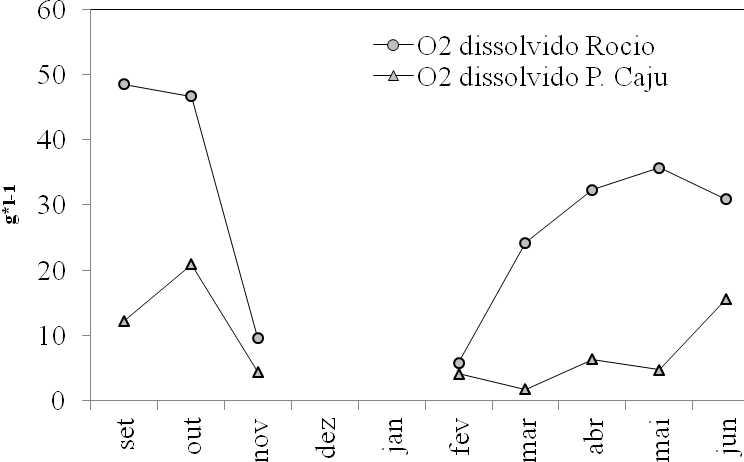 60
50
40
30
20
10
0
g*l-1
O2 dissolvido Rocio
O2 dissolvido P. Caju
set
out
nov
dez
jan
fev
mar
abr
mai
jun